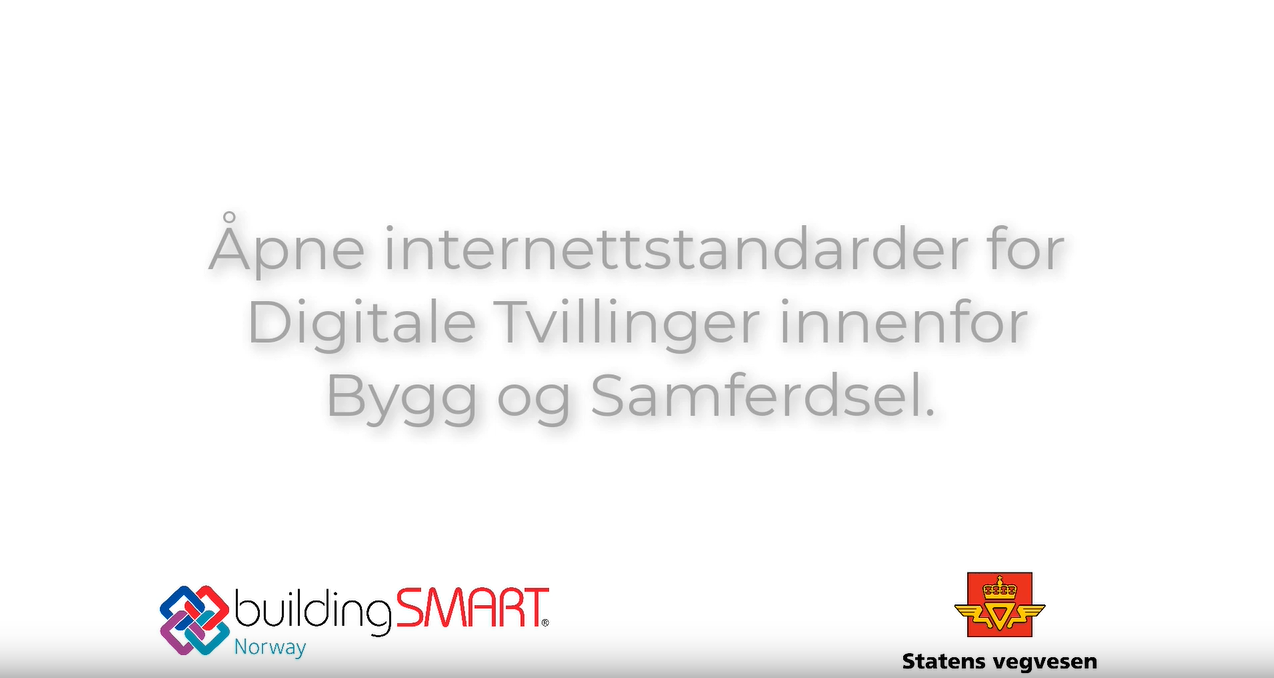 Åpne internettstandarder for
Digitale Tvillinger innenfor
Bygg og Samferdsel.
buildingSMART®
Norway
Statens vegvesen